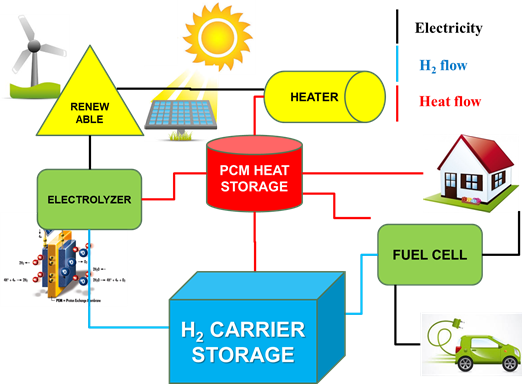 Electricity
H₂ flow
Heat flow
RENEW
ABLE
HEATER
PCM HEAT
STORAGE
ELECTROLYZER
FUEL CELL
H₂ CARRIER
STORAGE